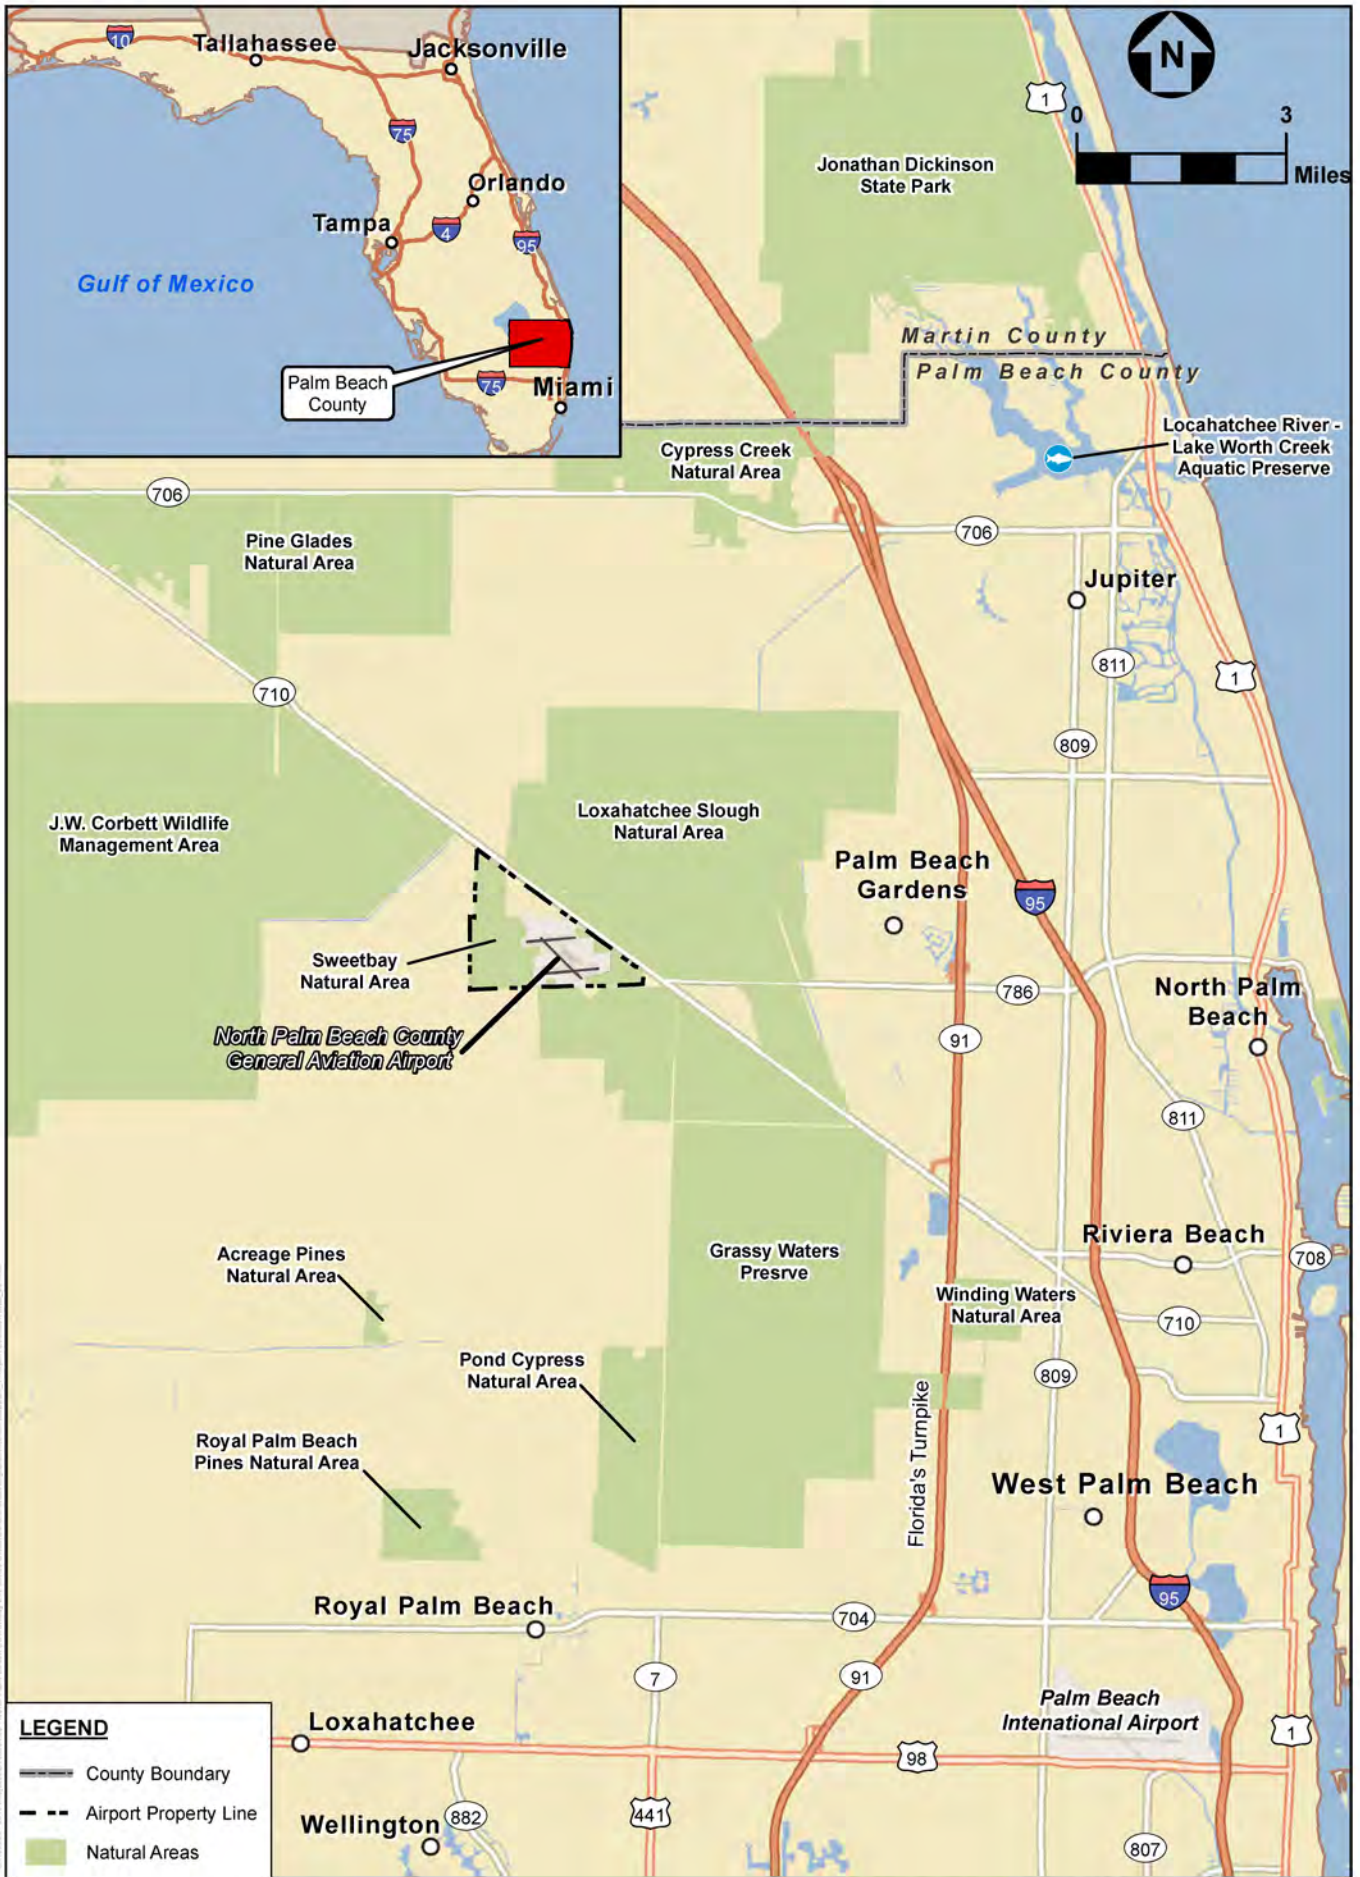 10
Tallahassee
Jacksonville
75
Orlando
Tampa
4
95
Gulf of Mexico
Palm Beach
County
75
Miami
N
0
3
Miles
1
Jonathan Dickinson
State Park
Martin County
Palm Beach County
Cypress Creek
Natural Area
Locahatchee River -
Lake Worth Creek
Aquatic Preserve
706
706
Pine Glades
Natural Area
Jupiter
811
1
710
809
J.W. Corbett Wildlife
Management Area
Loxahatchee Slough
Natural Area
Palm Beach
Gardens
95
Sweetbay
Natural Area
786
North Palm
Beach
North Palm Beach County
General Aviation Airport
91
811
Acreage Pines
Natural Area
Grassy Waters
Presrve
Riviera Beach
708
Winding Waters
Natural Area
710
Pond Cypress
Natural Area
809
Florida's Turnpike
1
Royal Palm Beach
Pines Natural Area
West Palm Beach
95
Royal Palm Beach
704
7
91
Palm Beach
Intenational Airport
1
LEGEND
County Boundary
Airport Property Line
Natural Areas
Loxahatchee
98
Wellington
882
441
807